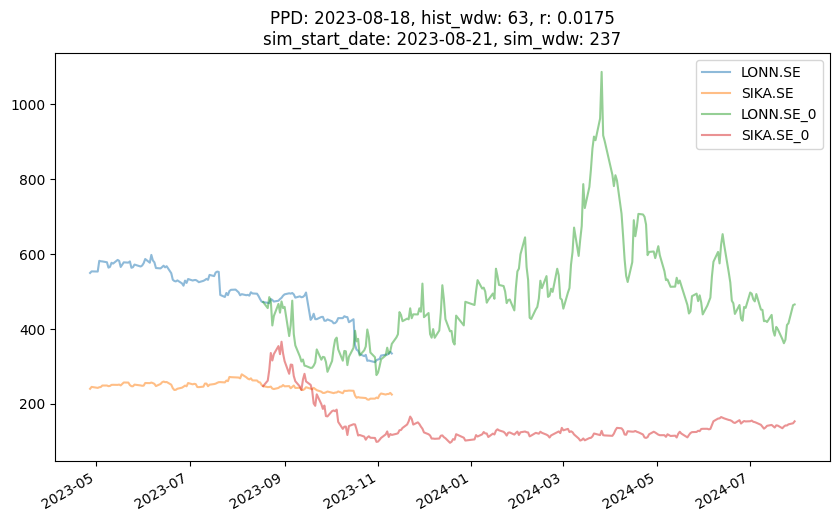 PPD: 2023-08-18, hist_wdw: 63, r: 0.0175
sim_start_date: 2023-08-21, sim_wdw: 237
LONN.SE
SIKA.SE
LONN.SE_0
SIKA.SE_0
1000
800
600
400
200
2023-05
2023-07
2023-09
2023-11
2024-01
2024-03
2024-05
2024-07